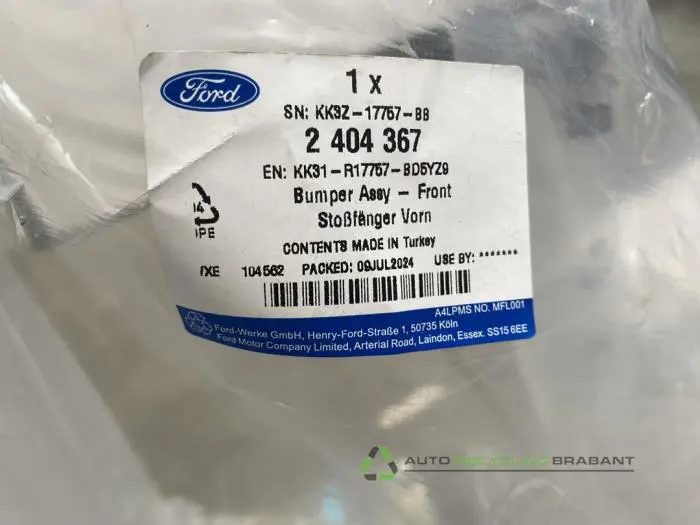 Ford
1 x
SN: KK3Z-17757-BB
2 404 367
EN: KK31-R17757-BD5YZ9
Bumper Assy - Front
Stoßfänger Vorn
CONTENTS MADE IN Turkey
/XE 104562 PACKED: 09JUL2024 USE BY: *******
A4LPMS NO. MFL001
Ford-Werke GmbH, Henry-Ford-Straße 1, 50735 Köln
Ford Motor Company Limited, Arterial Road, Laindon, Essex. SS15 6EE
AUTO RECYCLING BRABANT